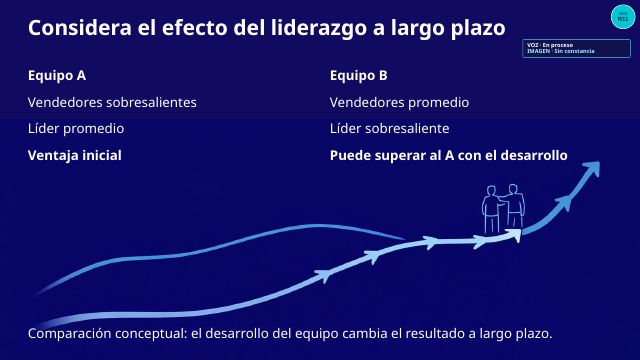 Considera el efecto del liderazgo a largo plazo
R11
VOZ · En proceso
IMAGEN · Sin constancia
Equipo A
Vendedores sobresalientes
Líder promedio
Ventaja inicial
Equipo B
Vendedores promedio
Líder sobresaliente
Puede superar al A con el desarrollo
Comparación conceptual: el desarrollo del equipo cambia el resultado a largo plazo.